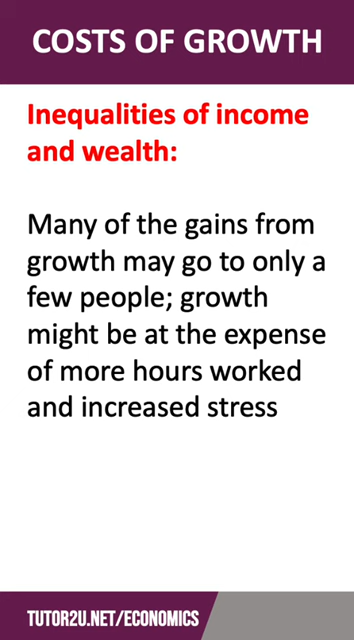 COSTS OF GROWTH
Inequalities of income
and wealth:
Many of the gains from
growth may go to only a
few people; growth
might be at the expense
of more hours worked
and increased stress
TUTOR2U.NET/ECONOMICS